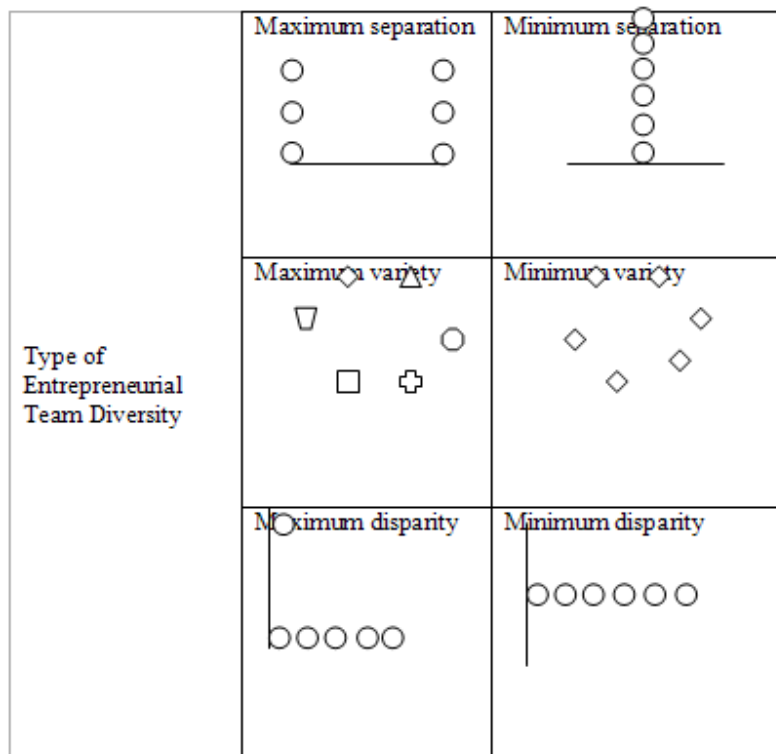 Maximum separation
Minimum separation
Maximum variety
Minimum variety
Type of
Entrepreneurial
Team Diversity
Maximum disparity
Minimum disparity